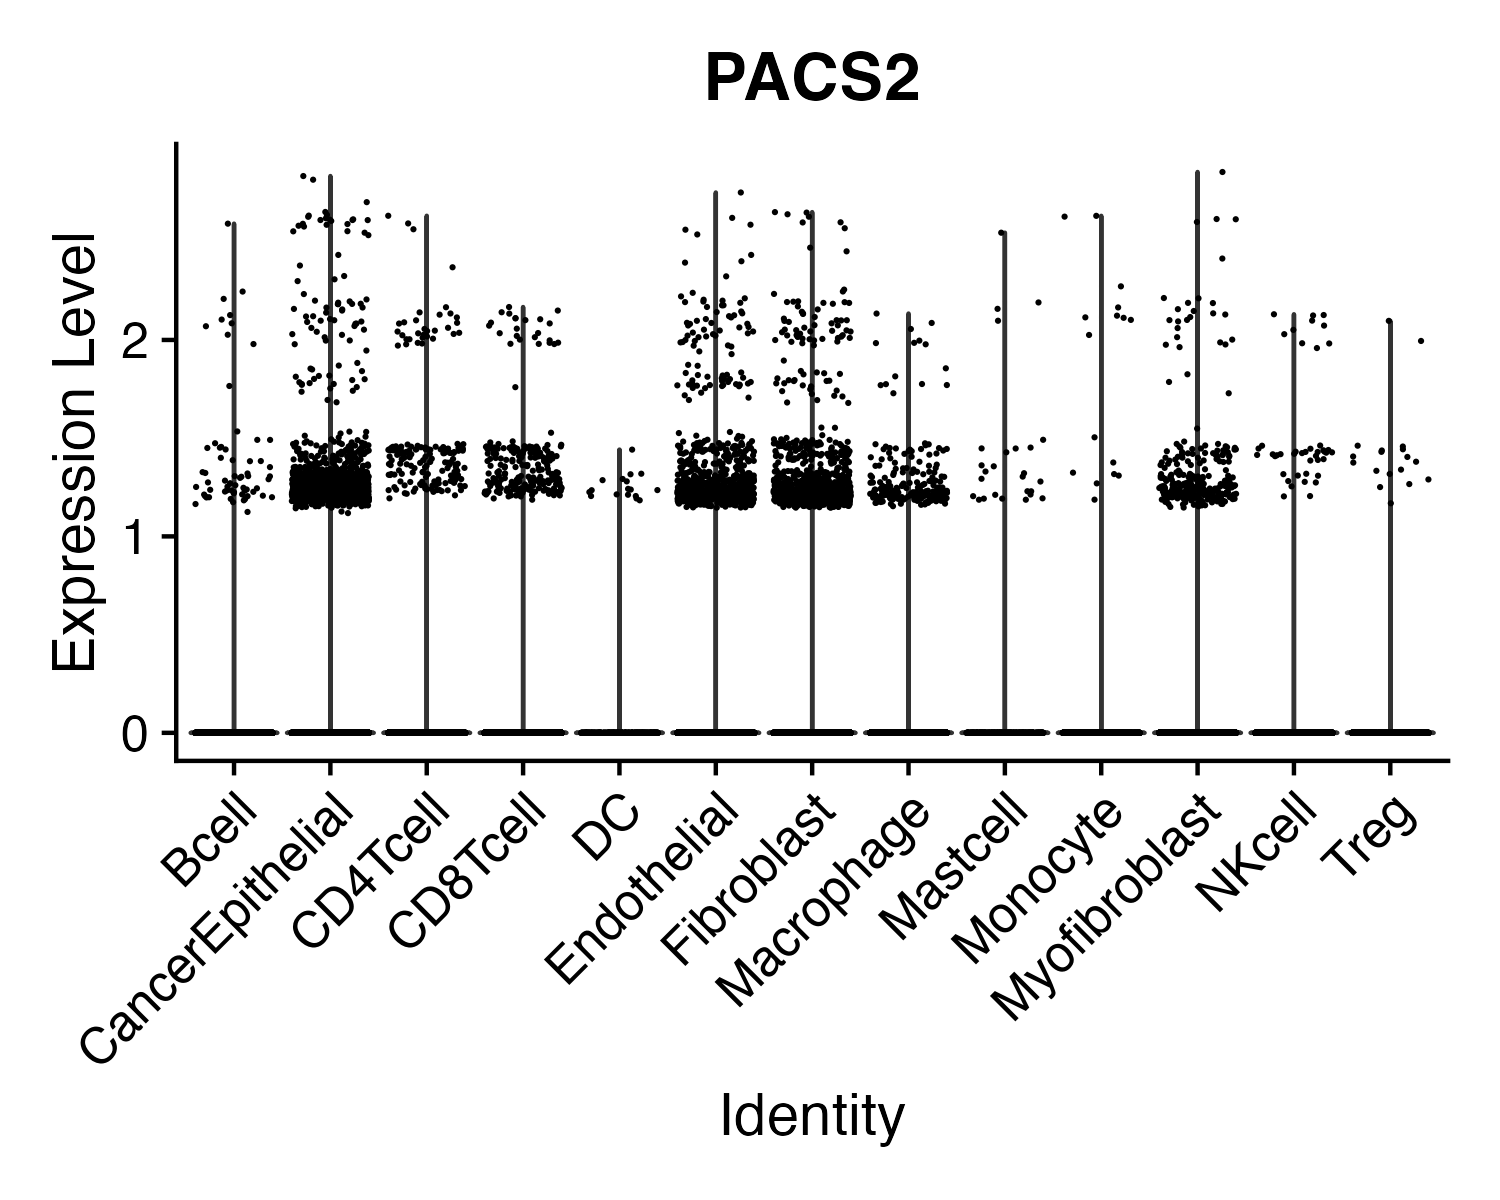 PACS2
Expression Level
2
1
0
Bcell
CancerEpithelial
CD4Tcell
CD8Tcell
DC
Endothelial
Fibroblast
Macrophage
Mastcell
Monocyte
Myofibroblast
NKcell
Treg
Identity